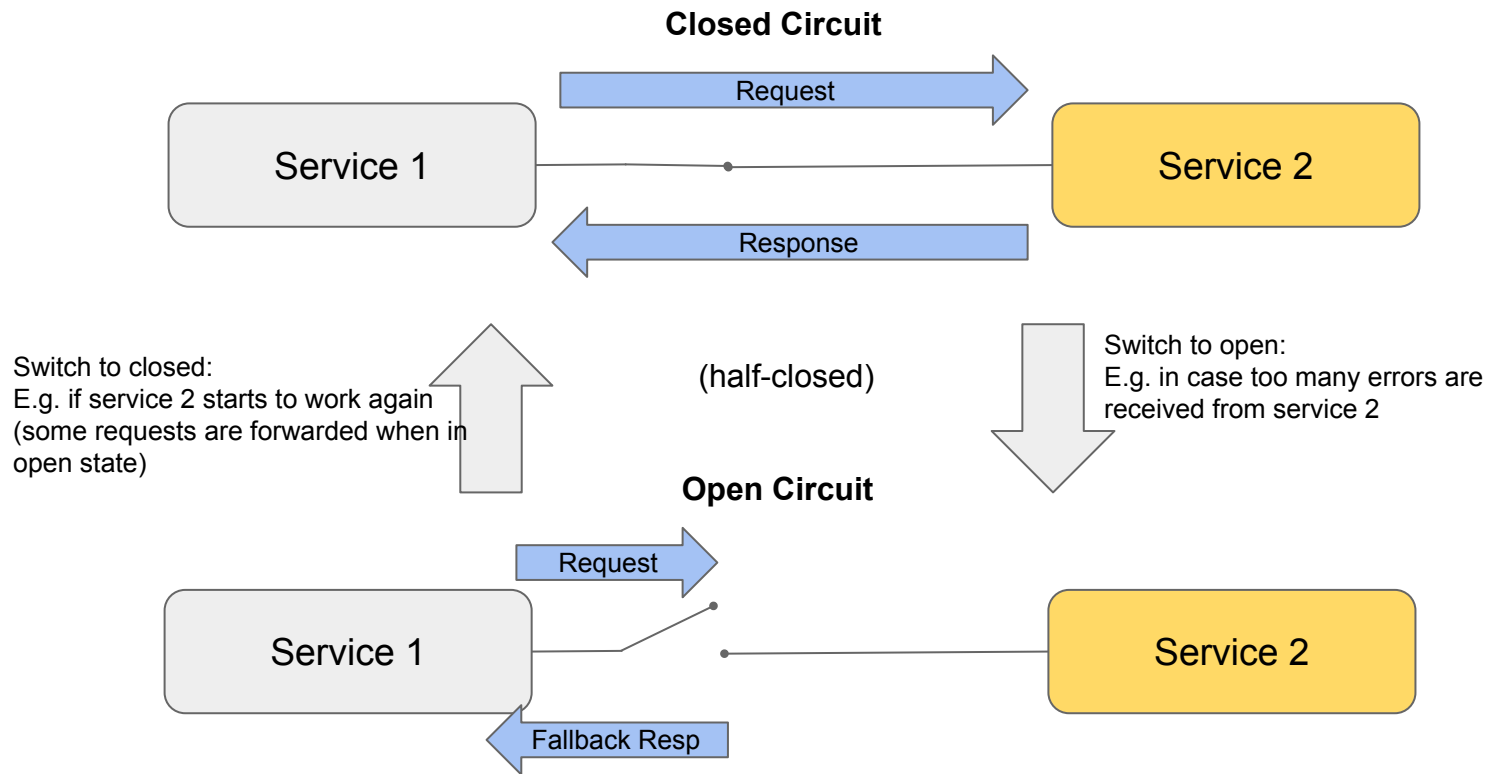 Closed Circuit
Request
Service 1
Service 2
Response
Switch to closed:
E.g. if service 2 starts to work again
(some requests are forwarded when in
open state)
(half-closed)
Switch to open:
E.g. in case too many errors are
received from service 2
Open Circuit
Request
Service 1
Service 2
Fallback Resp